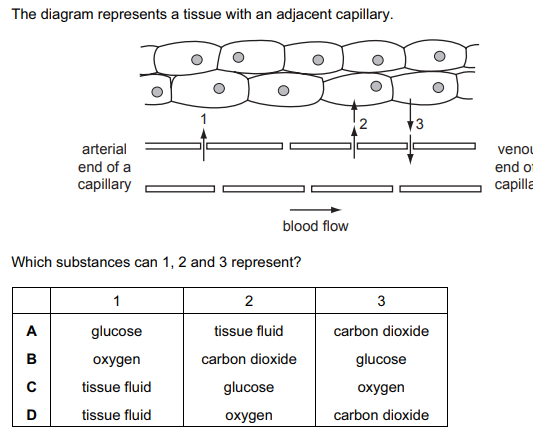 The diagram represents a tissue with an adjacent capillary.
1
2
3
arterial
end of a
capillary
blood flow
Which substances can 1, 2 and 3 represent?
1 2 3
A glucose tissue fluid carbon dioxide
B oxygen carbon dioxide glucose
C tissue fluid glucose oxygen
D tissue fluid oxygen carbon dioxide